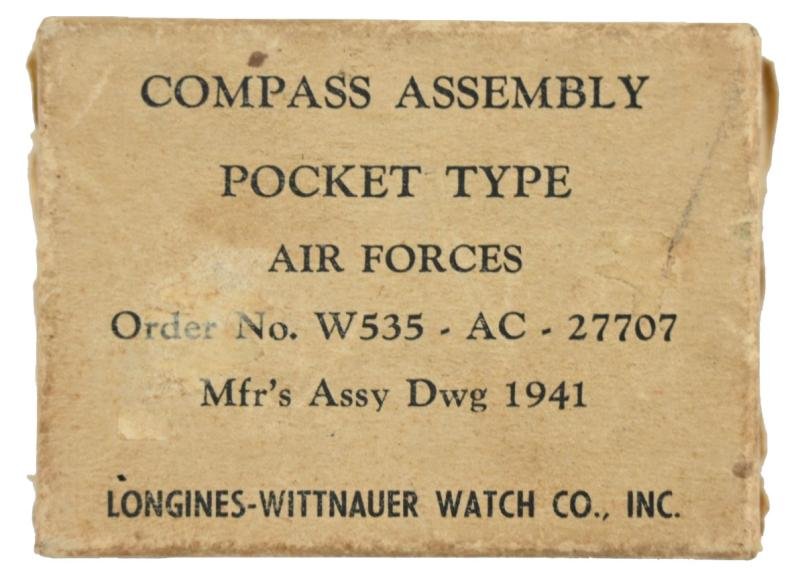 COMPASS ASSEMBLY
POCKET TYPE
AIR FORCES
Order No. W535 - AC - 27707
Mfr's Assy Dwg 1941
LONGINES-WITTNAUER WATCH CO., INC.